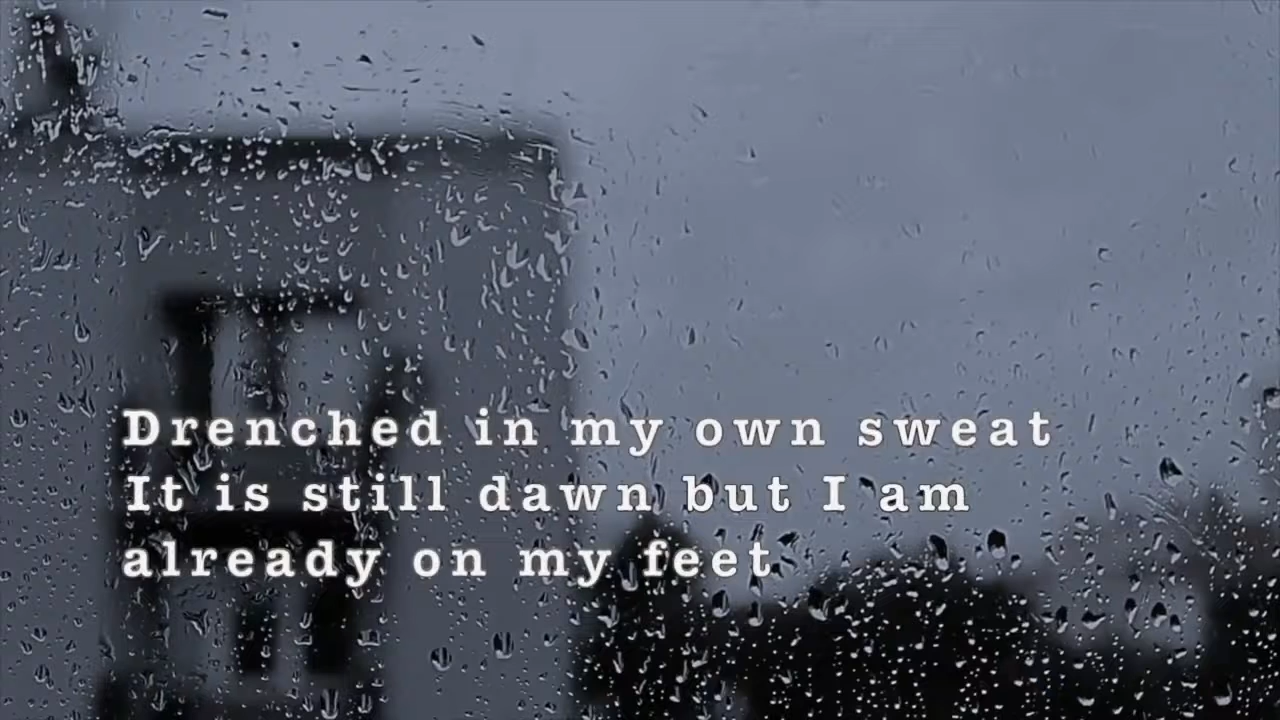 Drenched in my own sweat
It is still dawn but I am
already on my feet